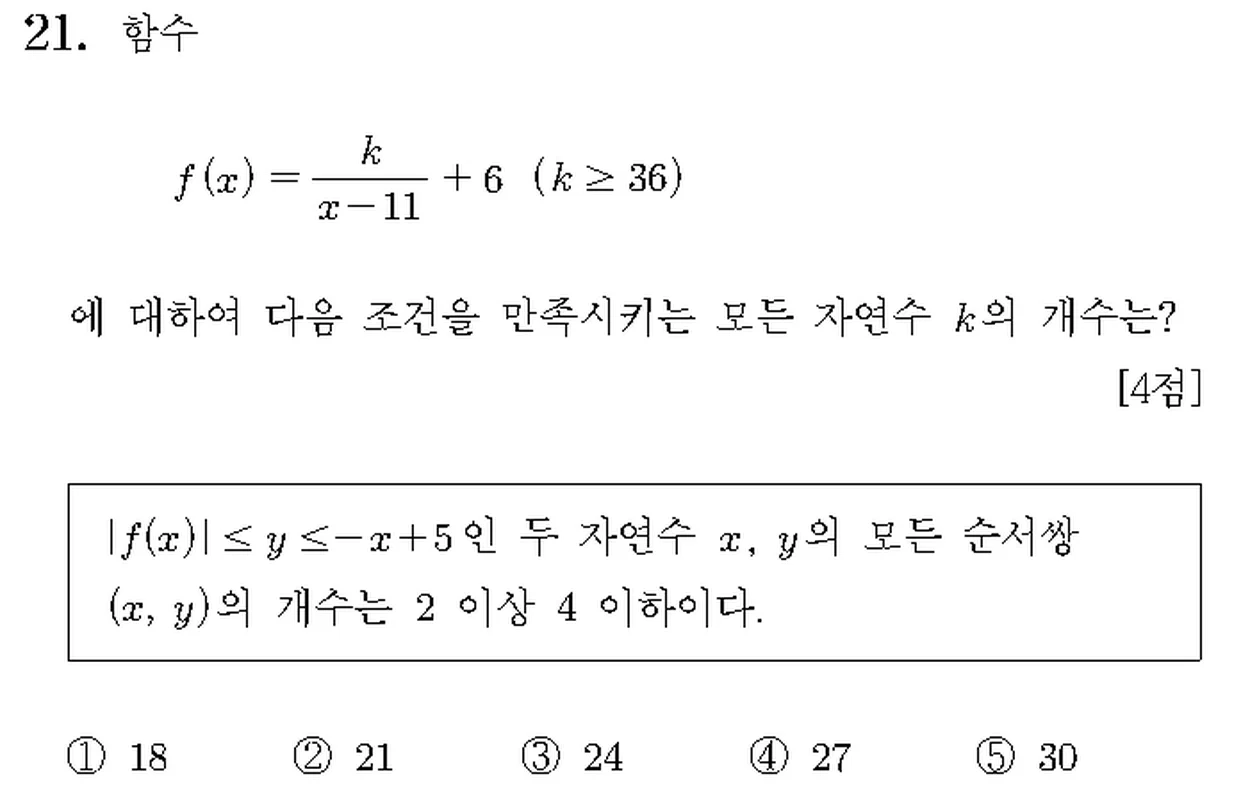 21. 함수
f(x) = k/(x-11) + 6 (k ≥ 36)
에 대하여 다음 조건을 만족시키는 모든 자연수 k의 개수는?
[4점]
|f(x)| ≤ y ≤ -x+5인 두 자연수 x, y의 모든 순서쌍
(x, y)의 개수는 2 이상 4 이하이다.
① 18 ② 21 ③ 24 ④ 27 ⑤ 30